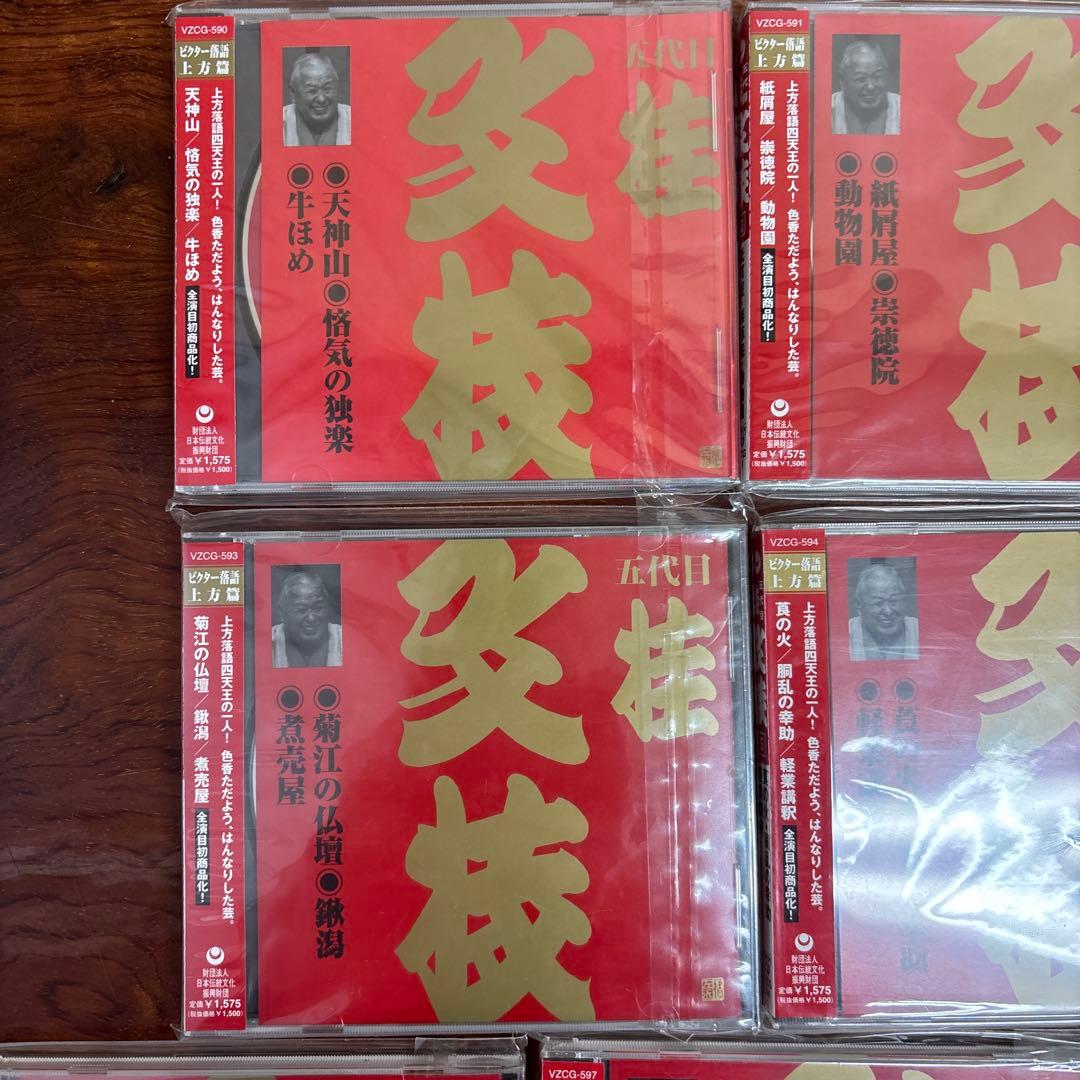 VZCG-590
ビクター落語
上方篇
上方落語四天王の一人! 色香ただよう、はんなりした芸。
天神山/悋気の独楽/牛ほめ 全演目初商品化!
財団法人
日本伝統文化
振興財団
定価¥1,575
(税抜価格¥1,500)
五代目
桂
文枝
●天神山●悋気の独楽
●牛ほめ
VZCG-591
ビクター落語
上方篇
上方落語四天王の一人! 色香ただよう、はんなりした芸。
紙屑屋/崇徳院/動物園 全演目初商品化!
財団法人
日本伝統文化
振興財団
定価¥1,575
(税抜価格¥1,500)
●紙屑屋●崇徳院
●動物園
VZCG-593
ビクター落語
上方篇
上方落語四天王の一人! 色香ただよう、はんなりした芸。
菊江の仏壇/鍬潟/煮売屋 全演目初商品化!
財団法人
日本伝統文化
振興財団
定価¥1,575
(税抜価格¥1,500)
五代目
桂
文枝
●菊江の仏壇●鍬潟
●煮売屋
VZCG-594
ビクター落語
上方篇
上方落語四天王の一人! 色香ただよう、はんなりした芸。
莨の火/胴乱の幸助/軽業講釈 全演目初商品化!
財団法人
日本伝統文化
振興財団
定価¥1,575
(税抜価格¥1,500)
VZCG-597